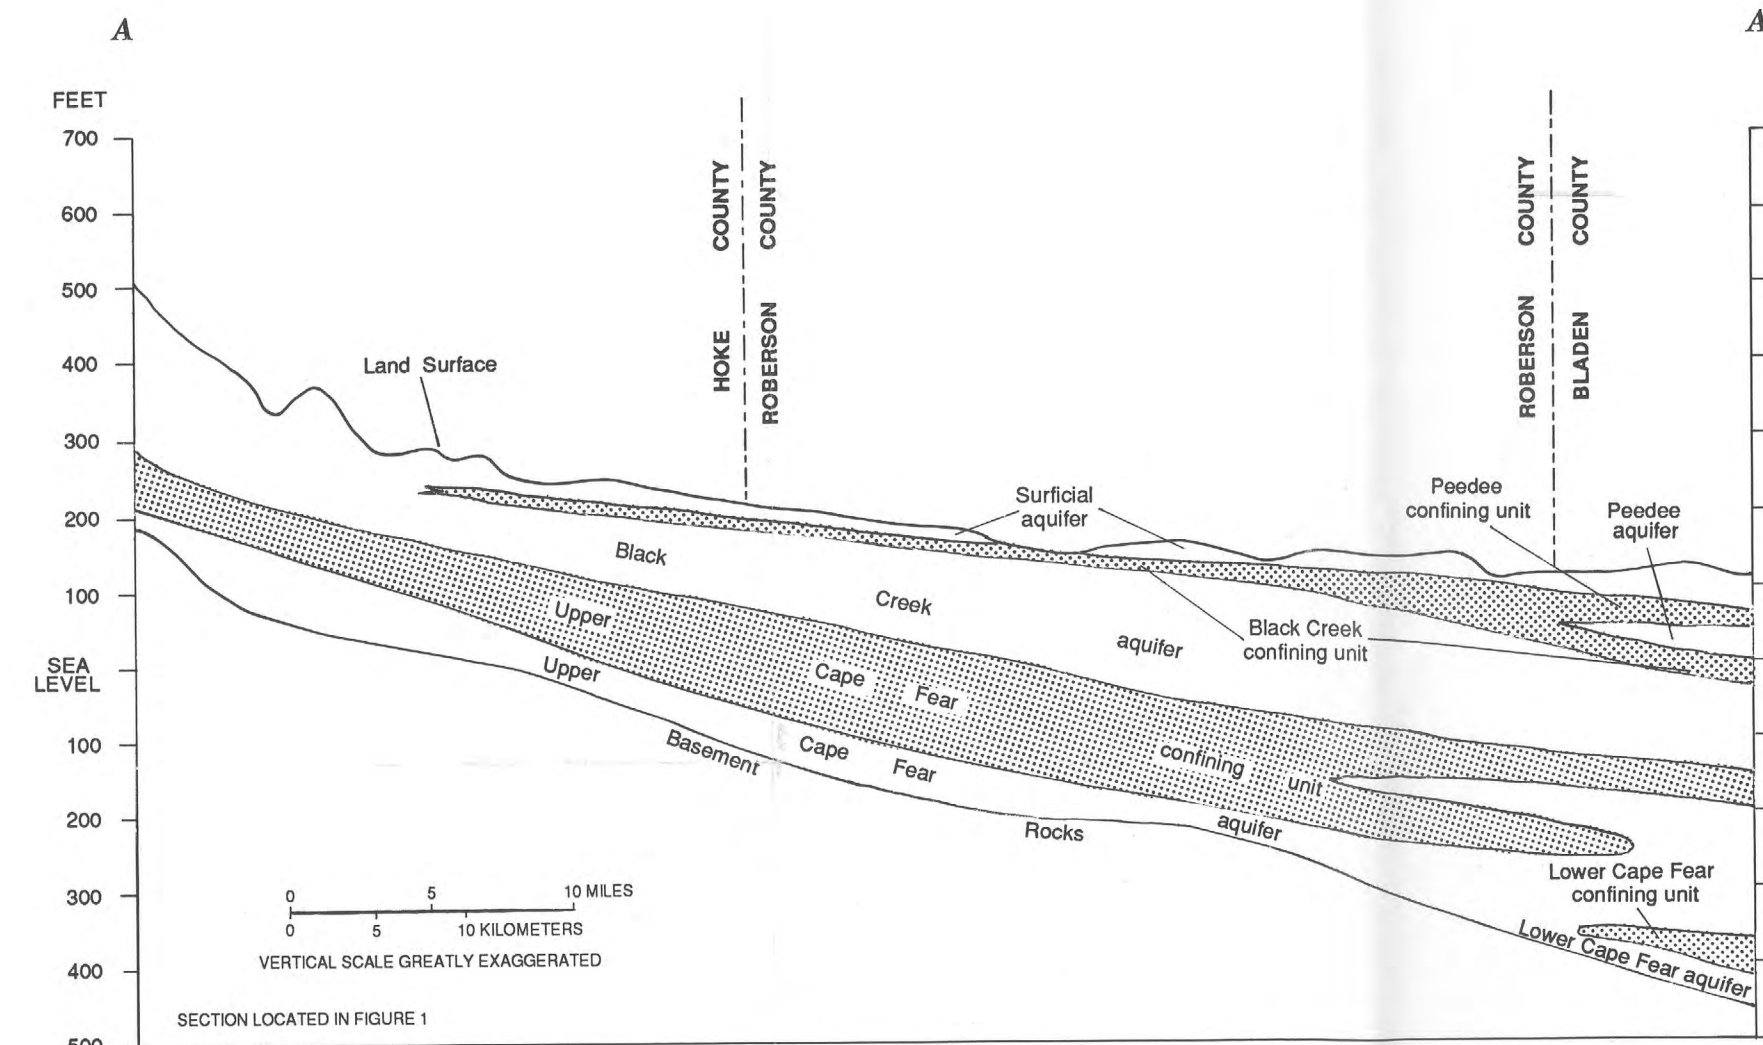 A
A
FEET
700
600
500
400
300
200
100
SEA
LEVEL
100
200
300
400
500
HOKE COUNTY
ROBERSON COUNTY
ROBERSON COUNTY
BLADEN COUNTY
Land Surface
Surficial
aquifer
Peedee
confining unit
Peedee
aquifer
Black Creek aquifer
Black Creek
confining unit
Upper Cape Fear confining unit
Upper Cape Fear aquifer
Basement Rocks
Lower Cape Fear
confining unit
Lower Cape Fear aquifer
0 5 10 MILES
0 5 10 KILOMETERS
VERTICAL SCALE GREATLY EXAGGERATED
SECTION LOCATED IN FIGURE 1